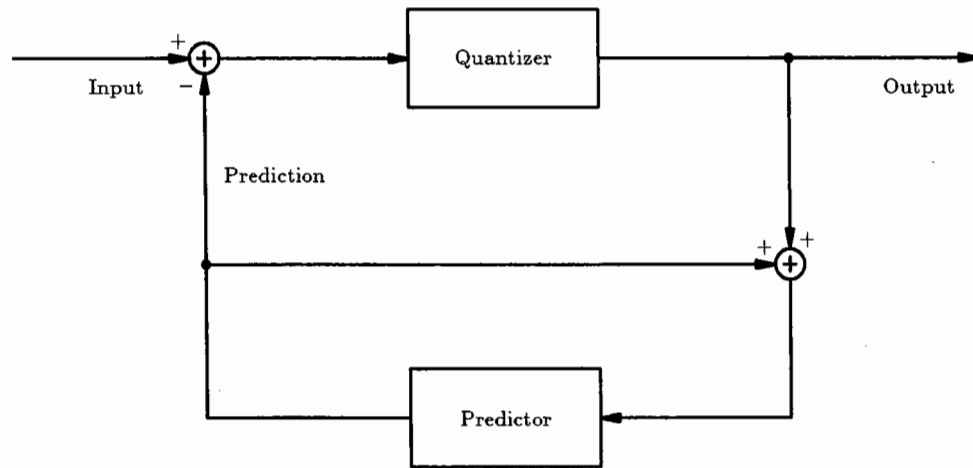 +
+
Quantizer
Input
−
Output
Prediction
+
+
+
Predictor